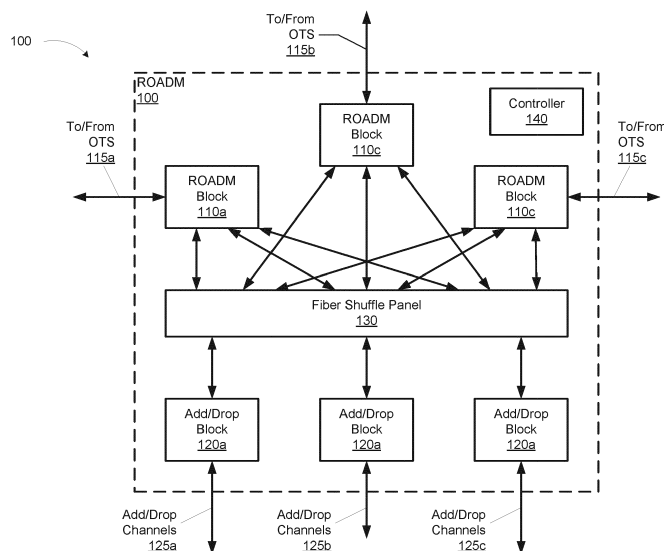 To/From
OTS
115b
100
ROADM
100
ROADM
Block
110c
Controller
140
To/From
OTS
115a
To/From
OTS
115c
ROADM
Block
110a
ROADM
Block
110c
Fiber Shuffle Panel
130
Add/Drop
Block
120a
Add/Drop
Block
120a
Add/Drop
Block
120a
Add/Drop
Channels
125a
Add/Drop
Channels
125b
Add/Drop
Channels
125c